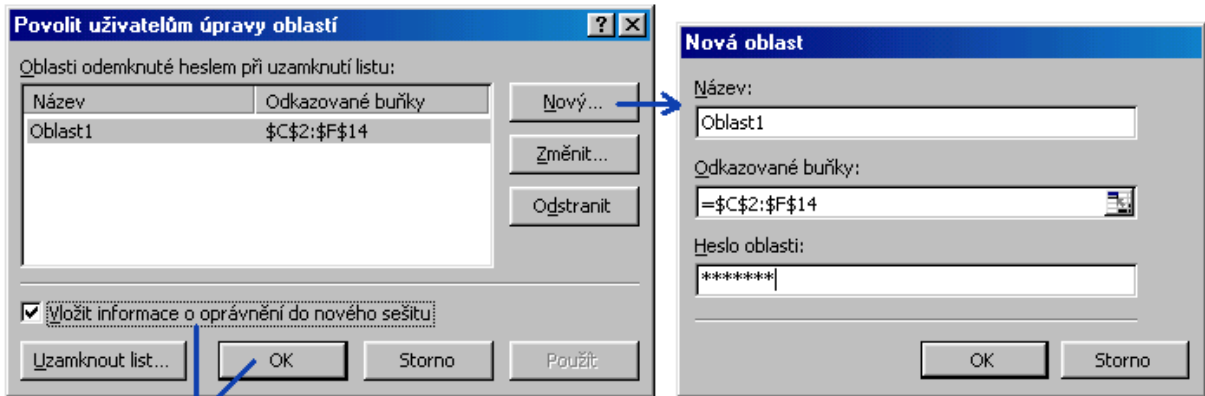 Povolit uživatelům úpravy oblastí
Oblasti odemknuté heslem při uzamknutí listu:
Název Odkazované buňky
Oblast1 $C$2:$F$14
Nový...
Změnit...
Odstranit
Vložit informace o oprávnění do nového sešitu
Uzamknout list... OK Storno Použít
Nová oblast
Název:
Oblast1
Odkazované buňky:
=$C$2:$F$14
Heslo oblasti:
*******
OK Storno